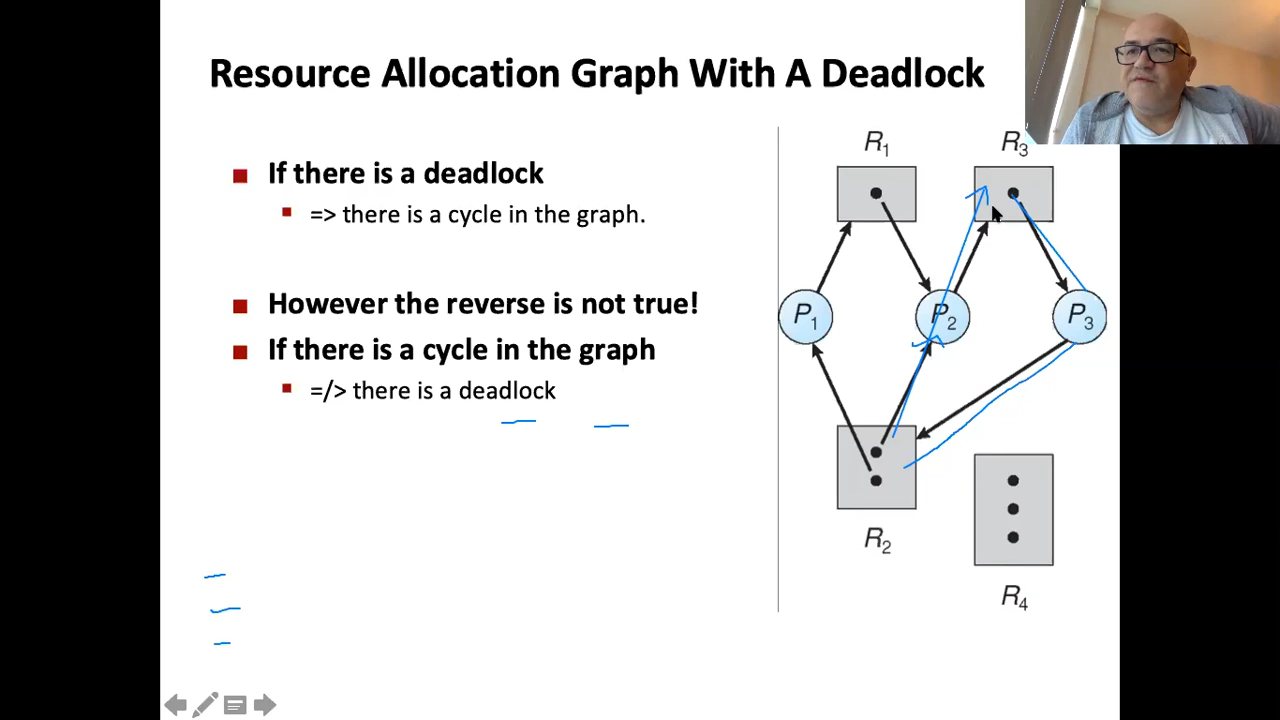 Resource Allocation Graph With A Deadlock
If there is a deadlock
=> there is a cycle in the graph.
However the reverse is not true!
If there is a cycle in the graph
=/> there is a deadlock
R1 R3
P1 P2 P3
R2
R4